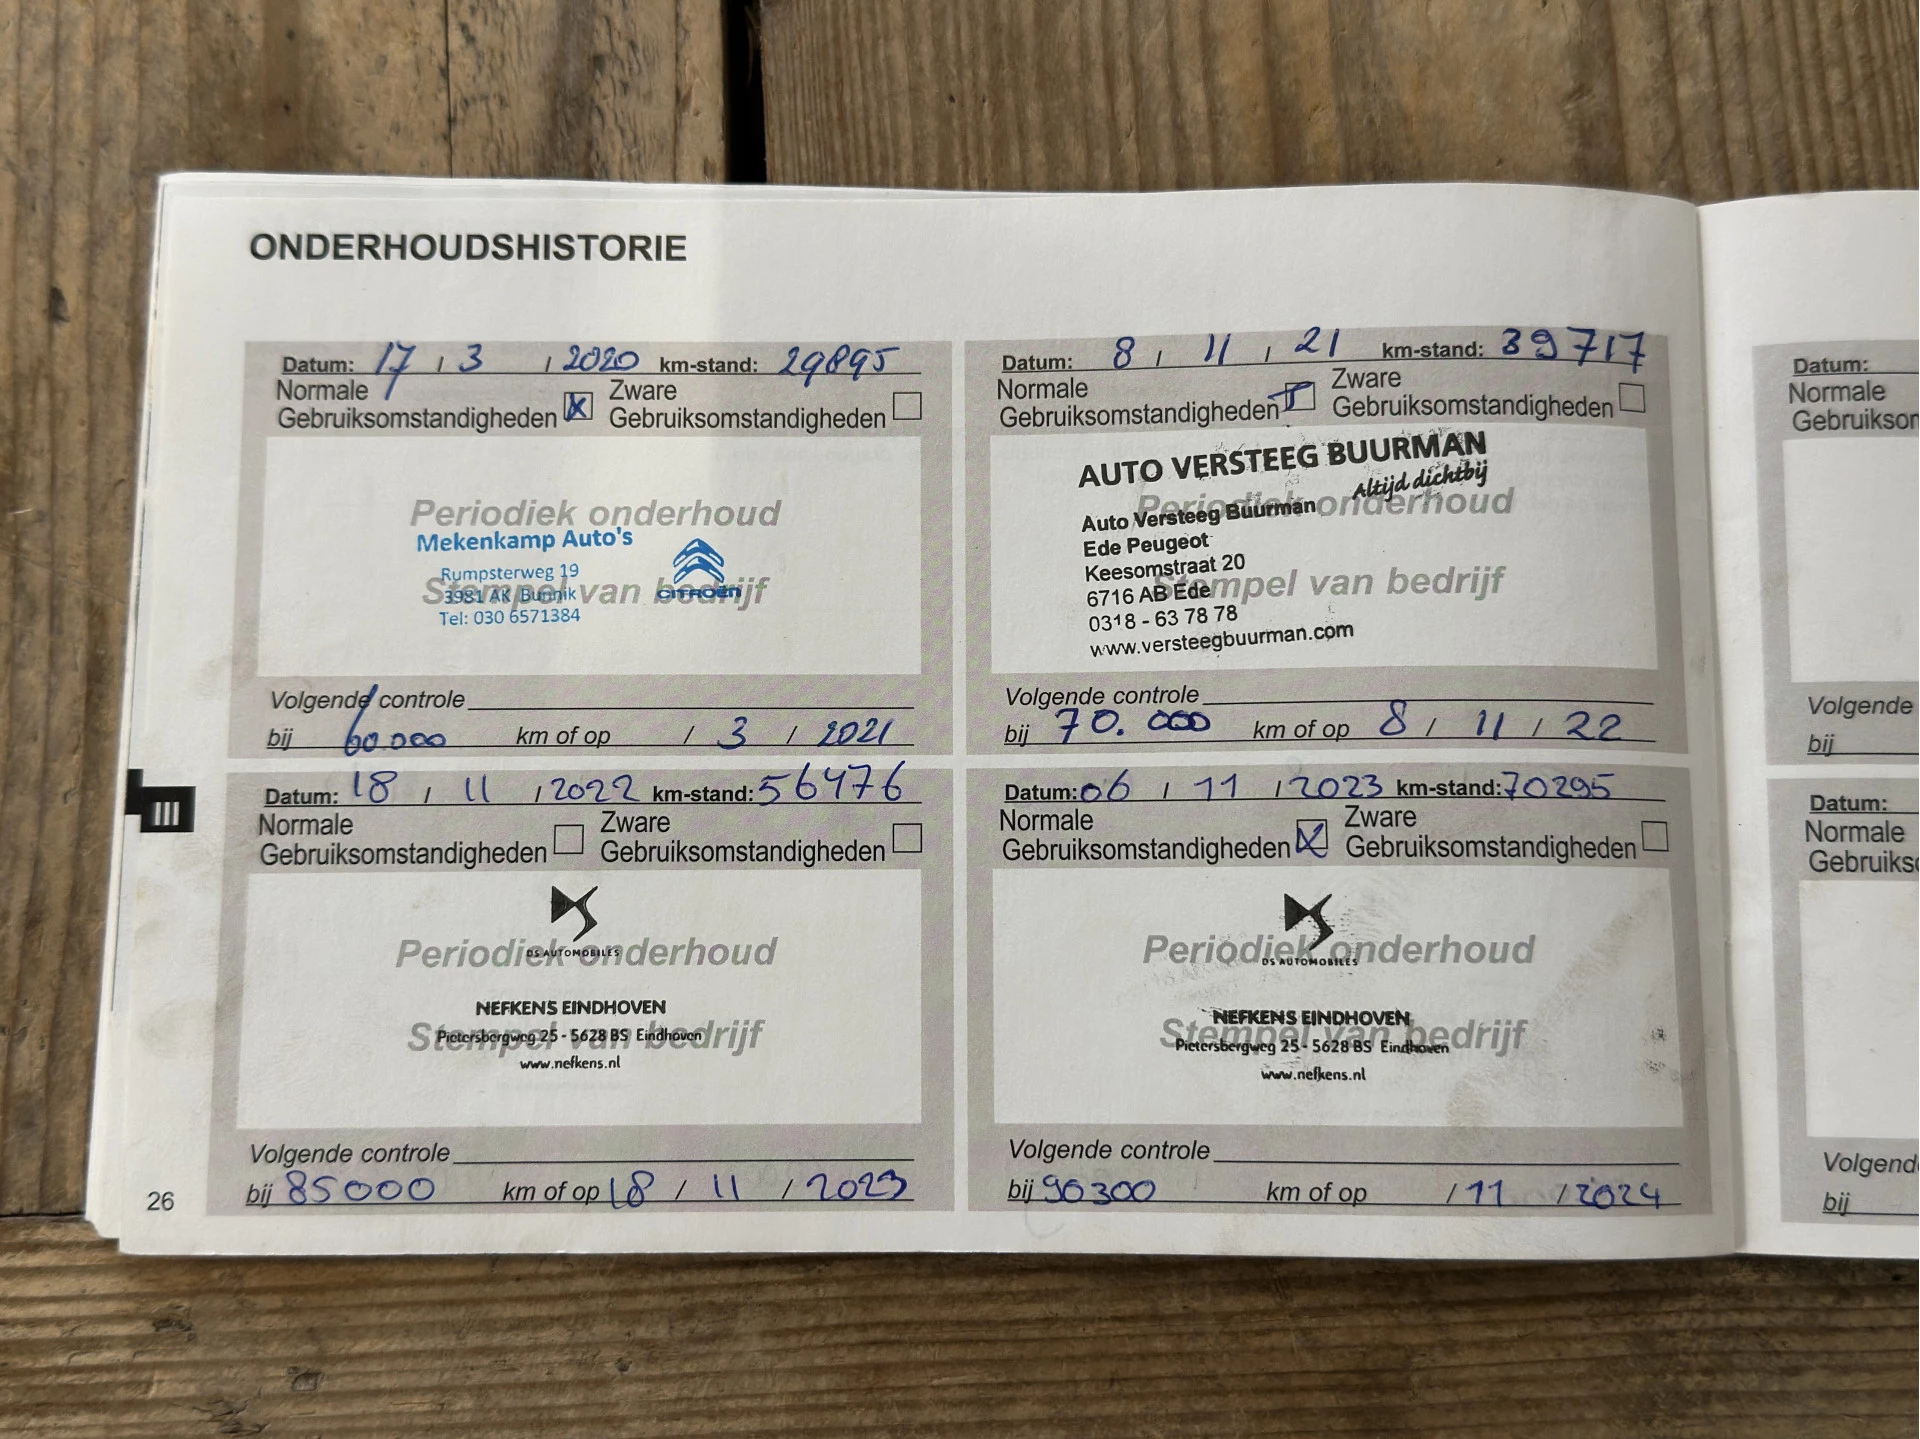 ONDERHOUDSHISTORIE
Datum: 17 / 3 / 2020 km-stand: 29895
Normale Gebruiksomstandigheden X Zware Gebruiksomstandigheden
Periodiek onderhoud
Mekenkamp Auto's
Rumpsterweg 19
Stempel van bedrijf
3981 AK Bunnik
CITROËN
Tel: 030 6571384
Volgende controle
bij 60.000 km of op / 3 / 2021
Datum: 8 / 11 / 21 km-stand: 39717
Normale Gebruiksomstandigheden Zware Gebruiksomstandigheden
AUTO VERSTEEG BUURMAN
Altijd dichtbij
Periodiek onderhoud
Auto Versteeg Buurman
Ede Peugeot
Keesomstraat 20
Stempel van bedrijf
6716 AB Ede
0318 - 63 78 78
www.versteegbuurman.com
Volgende controle
bij 70.000 km of op 8 / 11 / 22
Datum: 18 / 11 / 2022 km-stand: 56476
Normale Gebruiksomstandigheden Zware Gebruiksomstandigheden
Periodiek onderhoud
DS AUTOMOBILES
NEFKENS EINDHOVEN
Stempel van bedrijf
Pietersbergweg 25 - 5628 BS Eindhoven
www.nefkens.nl
Volgende controle
bij 85000 km of op 18 / 11 / 2023
Datum: 06 / 11 / 2023 km-stand: 70295
Normale Gebruiksomstandigheden X Zware Gebruiksomstandigheden
Periodiek onderhoud
DS AUTOMOBILES
NEFKENS EINDHOVEN
Stempel van bedrijf
Pietersbergweg 25 - 5628 BS Eindhoven
www.nefkens.nl
Volgende controle
bij 90300 km of op / 11 / 2024
III
26
Datum:
Normale
Gebruiksom
Volgende
bij
Datum:
Normale
Gebruikso
Volgend
bij